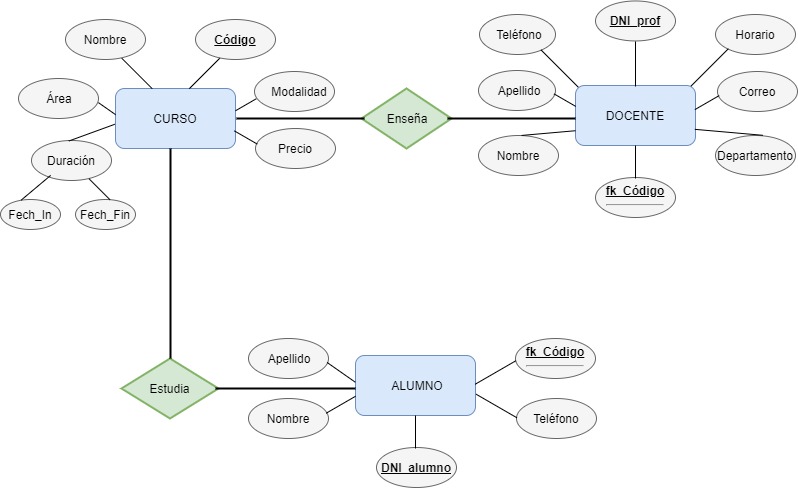 Nombre
Código
Área
Modalidad
CURSO
Duración
Precio
Fech_In
Fech_Fin
Enseña
DNI_prof
Teléfono
Horario
Apellido
Correo
DOCENTE
Nombre
Departamento
fk_Código
Estudia
Apellido
fk_Código
ALUMNO
Nombre
Teléfono
DNI_alumno